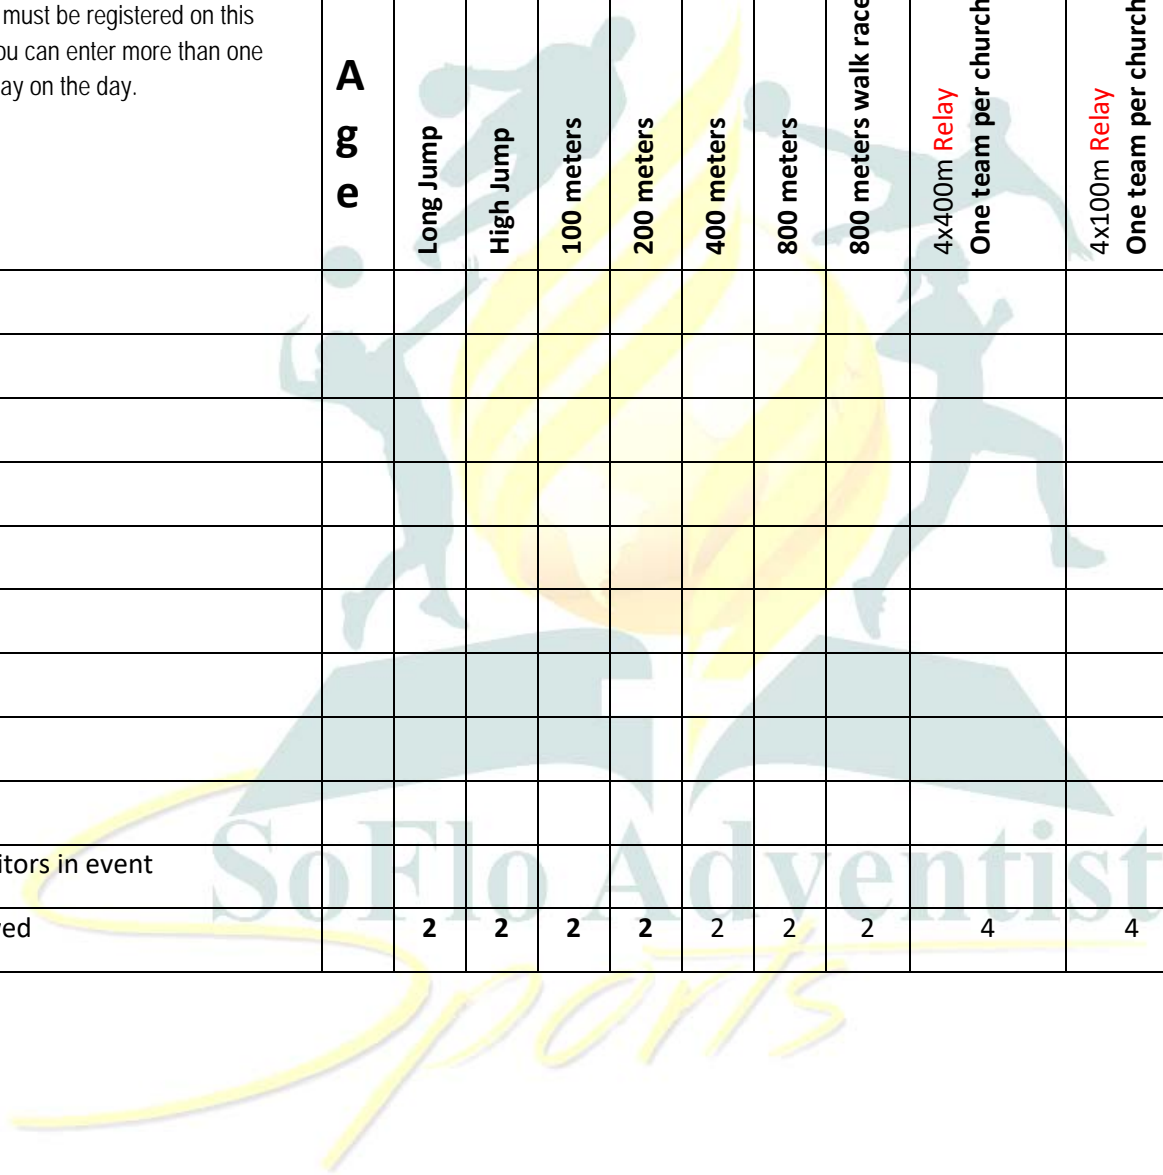 must be registered on this
ou can enter more than one
ay on the day.
A
g
e
Long Jump
High Jump
100 meters
200 meters
400 meters
800 meters
800 meters walk race
4x400m Relay
One team per church
4x100m Relay
One team per church
itors in event
ed 2 2 2 2 2 2 2 4 4
SoFlo Adventist
Sports